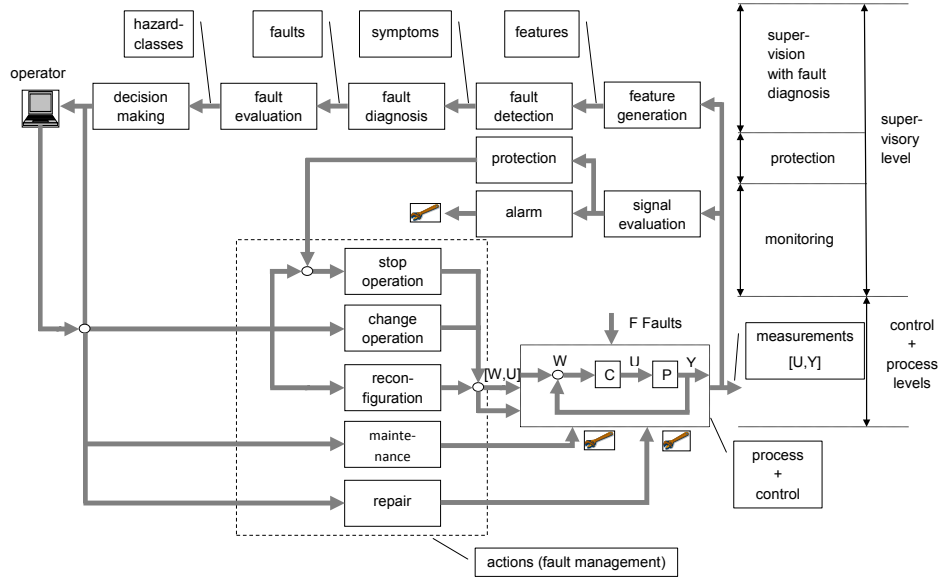 hazard-
classes
faults
symptoms
features
super-
vision
with fault
diagnosis
operator
decision
making
fault
evaluation
fault
diagnosis
fault
detection
feature
generation
super-
visory
level
protection
protection
alarm
signal
evaluation
monitoring
stop
operation
change
operation
F Faults
measurements
[U,Y]
control
+
process
levels
recon-
figuration
[W,U]
W
C
U
P
Y
mainte-
nance
process
+
control
repair
actions (fault management)